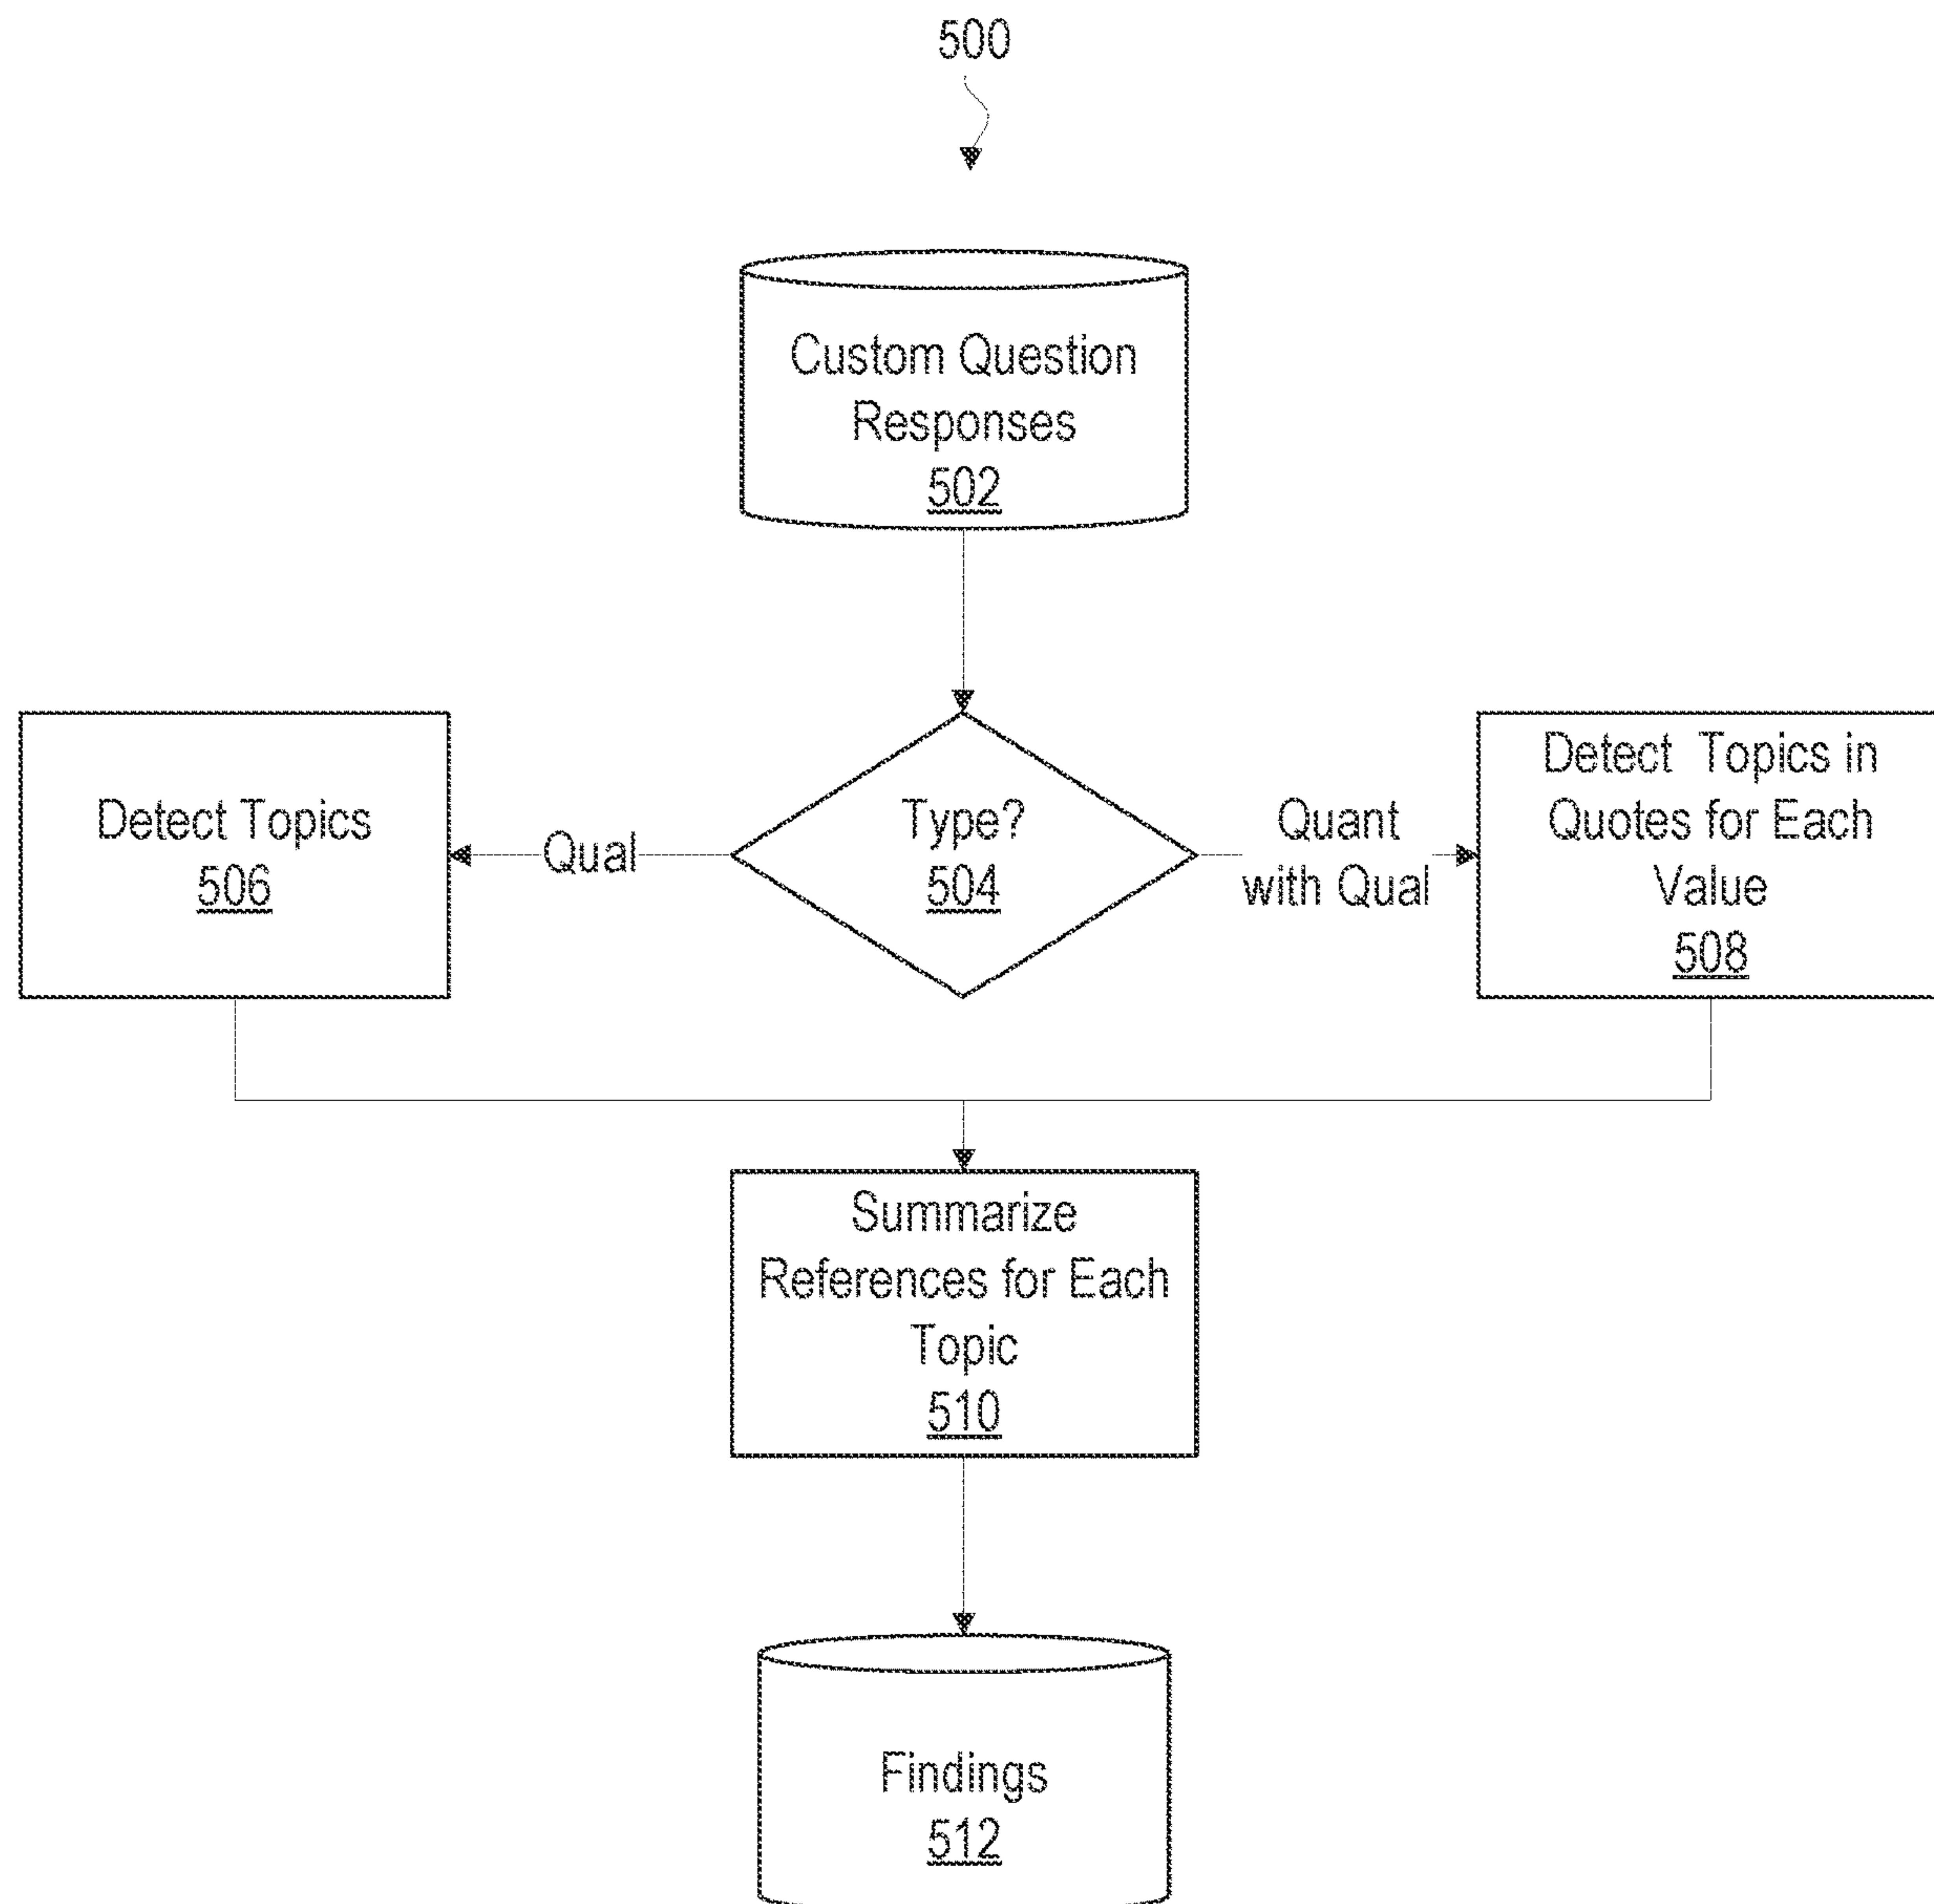 500
Custom Question
Responses
502
Detect Topics
506
Qual
Type?
504
Quant
with Qual
Detect Topics in
Quotes for Each
Value
508
Summarize
References for Each
Topic
510
Findings
512